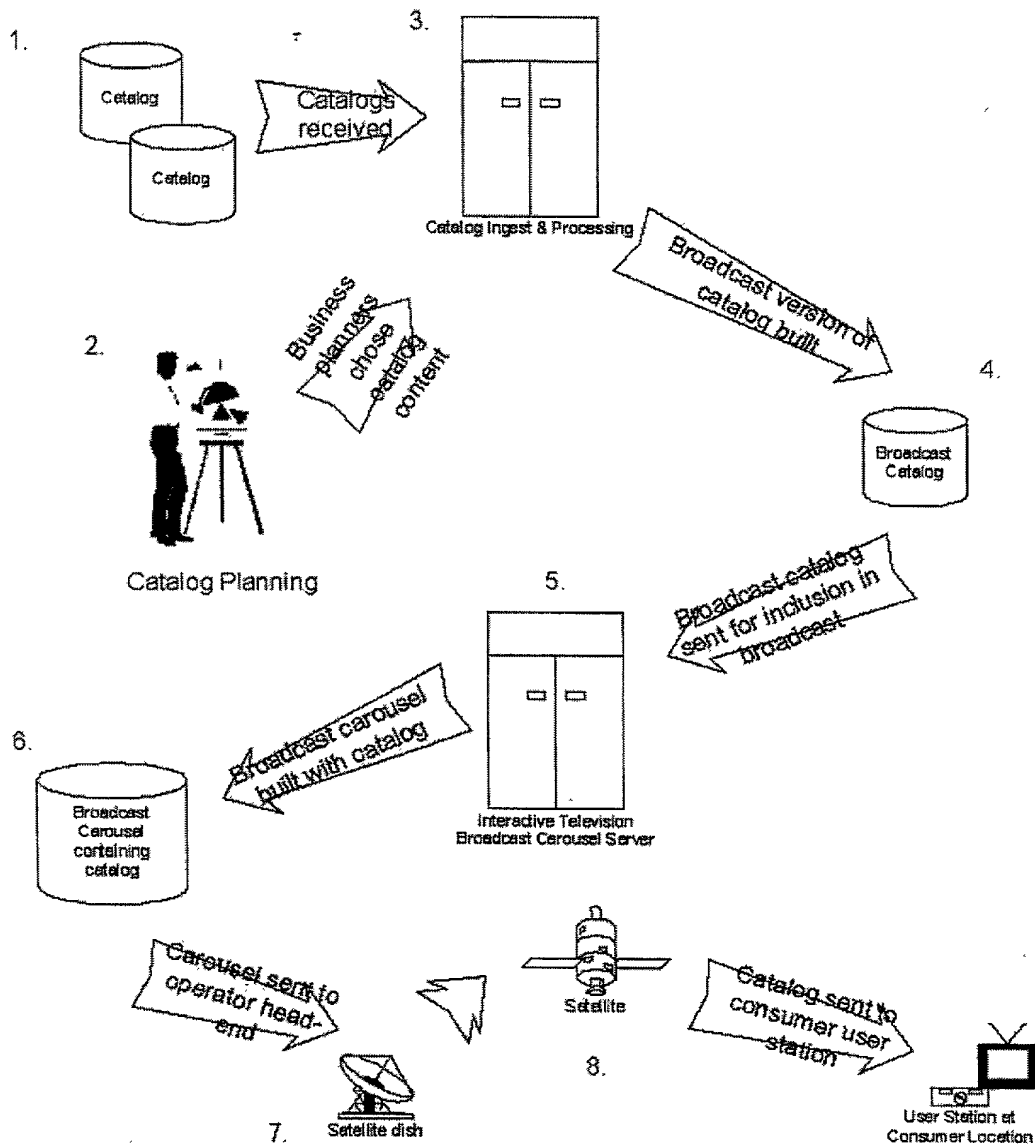 1.
Catalog
Catalog
Catalogs
received
3.
Catalog Ingest & Processing
2.
Business
planners
chose
catalog
content
Catalog Planning
Broadcast version of
catalog built
4.
Broadcast
Catalog
Broadcast catalog
sent for inclusion in
broadcast
5.
Interactive Television
Broadcast Carousel Server
Broadcast carousel
built with catalog
6.
Broadcast
Carousel
containing
catalog
Carousel sent to
operator head-
end
7.
Satellite dish
Satellite
8.
Catalog sent to
consumer user
station
User Station at
Consumer Location